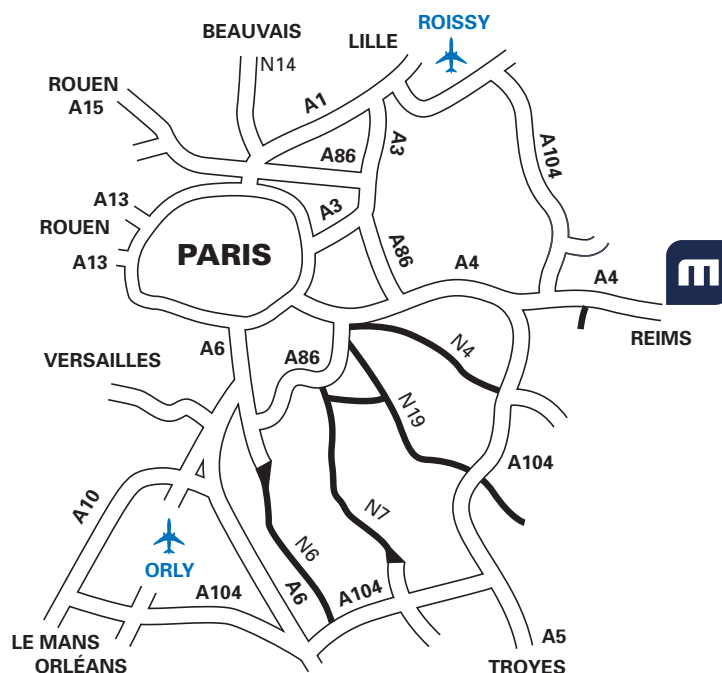 BEAUVAIS
N14
LILLE
ROISSY
ROUEN
A15
A1
A86
A3
A104
A13
ROUEN
A13
A3
PARIS
A86
A4
A4
m
REIMS
A6
VERSAILLES
A86
N4
N19
A104
A10
ORLY
N6
N7
A104
A6
A104
LE MANS
ORLÉANS
A5
TROYES